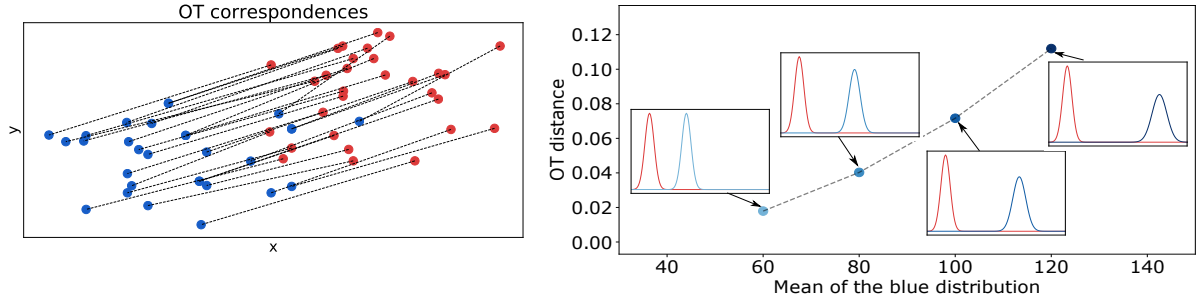 OT correspondences
y
x
OT distance
0.12
0.10
0.08
0.06
0.04
0.02
0.00
40 60 80 100 120 140
Mean of the blue distribution